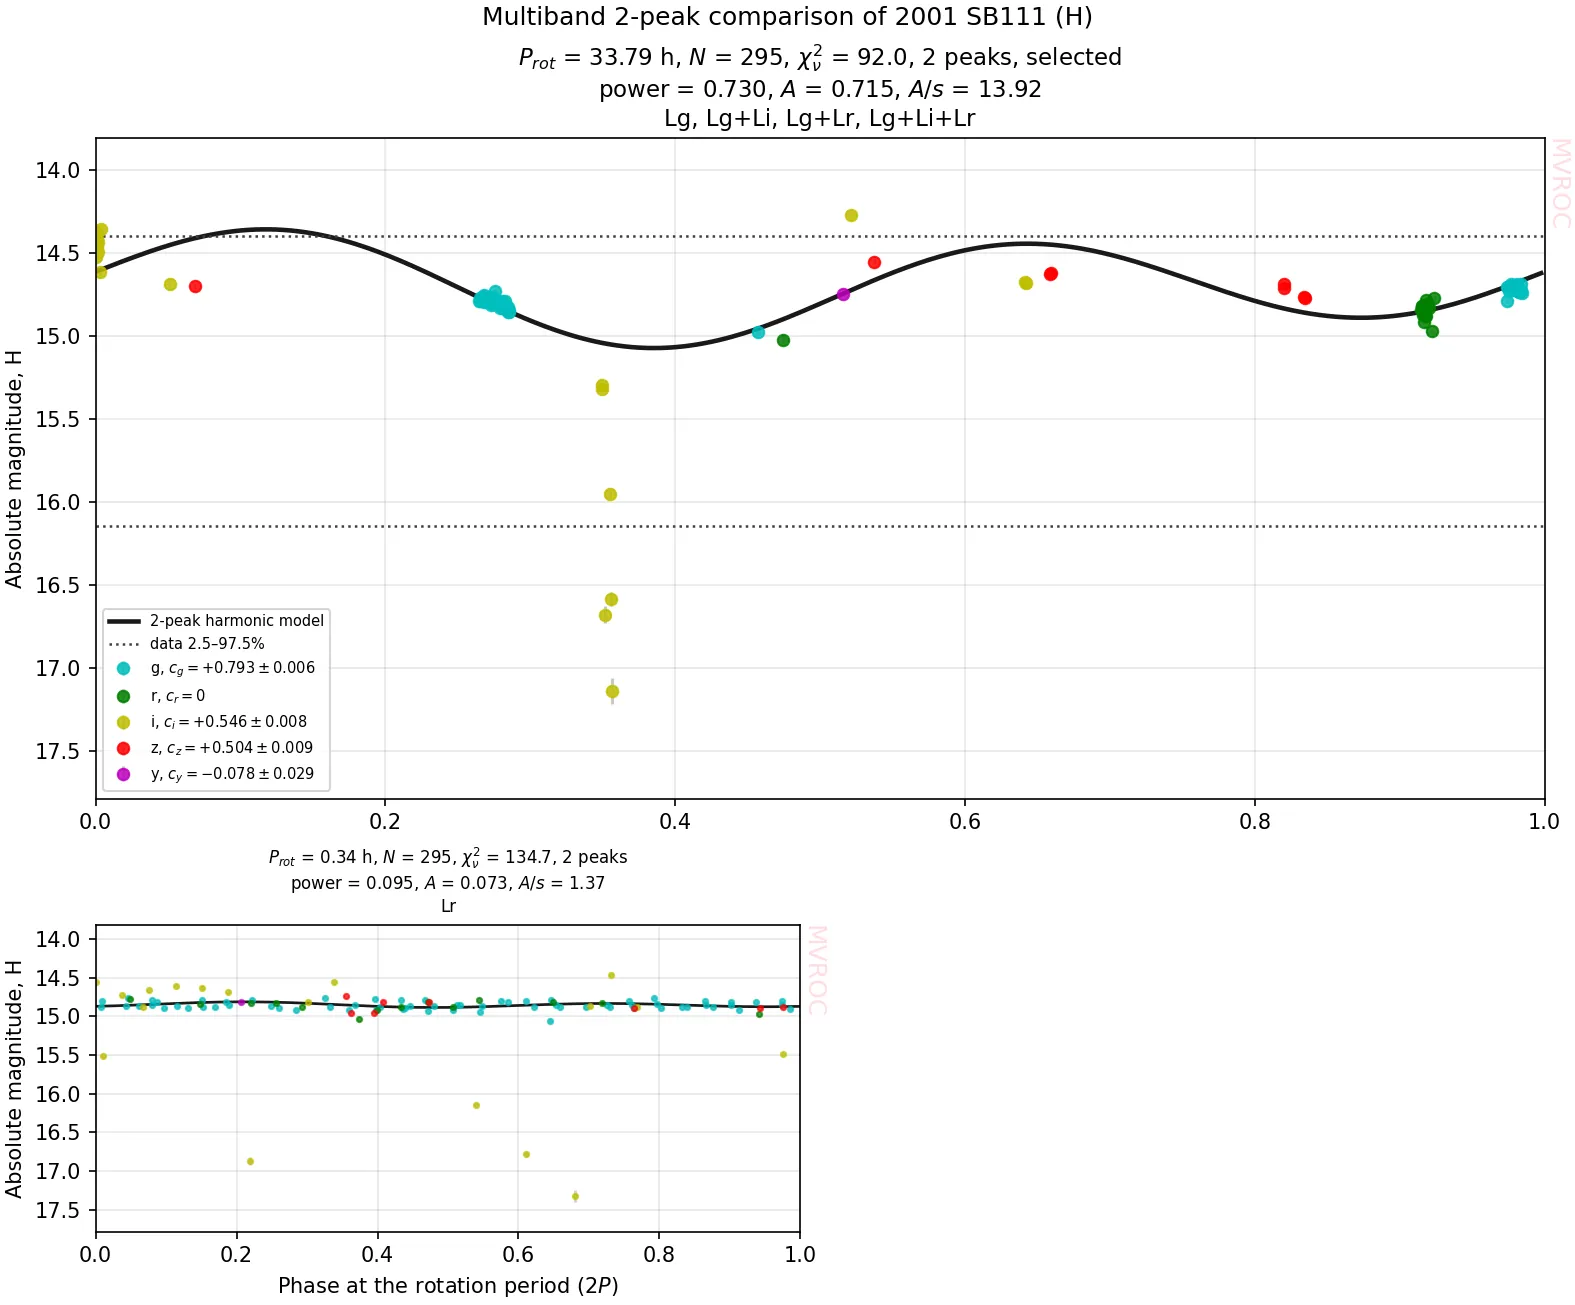 Multiband 2-peak comparison of 2001 SB111 (H)
P_rot = 33.79 h, N = 295, χ²_ν = 92.0, 2 peaks, selected
power = 0.730, A = 0.715, A/s = 13.92
Lg, Lg+Li, Lg+Lr, Lg+Li+Lr
MVROC
Absolute magnitude, H
14.0
14.5
15.0
15.5
16.0
16.5
17.0
17.5
2-peak harmonic model
data 2.5–97.5%
g, c_g = +0.793 ± 0.006
r, c_r = 0
i, c_i = +0.546 ± 0.008
z, c_z = +0.504 ± 0.009
y, c_y = −0.078 ± 0.029
0.0 0.2 0.4 0.6 0.8 1.0
P_rot = 0.34 h, N = 295, χ²_ν = 134.7, 2 peaks
power = 0.095, A = 0.073, A/s = 1.37
Lr
MVROC
Absolute magnitude, H
14.0
14.5
15.0
15.5
16.0
16.5
17.0
17.5
0.0 0.2 0.4 0.6 0.8 1.0
Phase at the rotation period (2P)